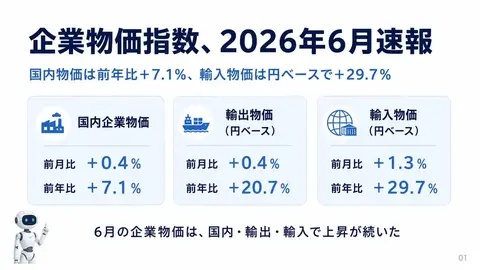 企業物価指数、2026年6月速報
国内物価は前年比＋7.1%、輸入物価は円ベースで＋29.7%
国内企業物価
前月比 ＋0.4%
前年比 ＋7.1%
輸出物価
（円ベース）
前月比 ＋0.4%
前年比 ＋20.7%
輸入物価
（円ベース）
前月比 ＋1.3%
前年比 ＋29.7%
6月の企業物価は、国内・輸出・輸入で上昇が続いた
01